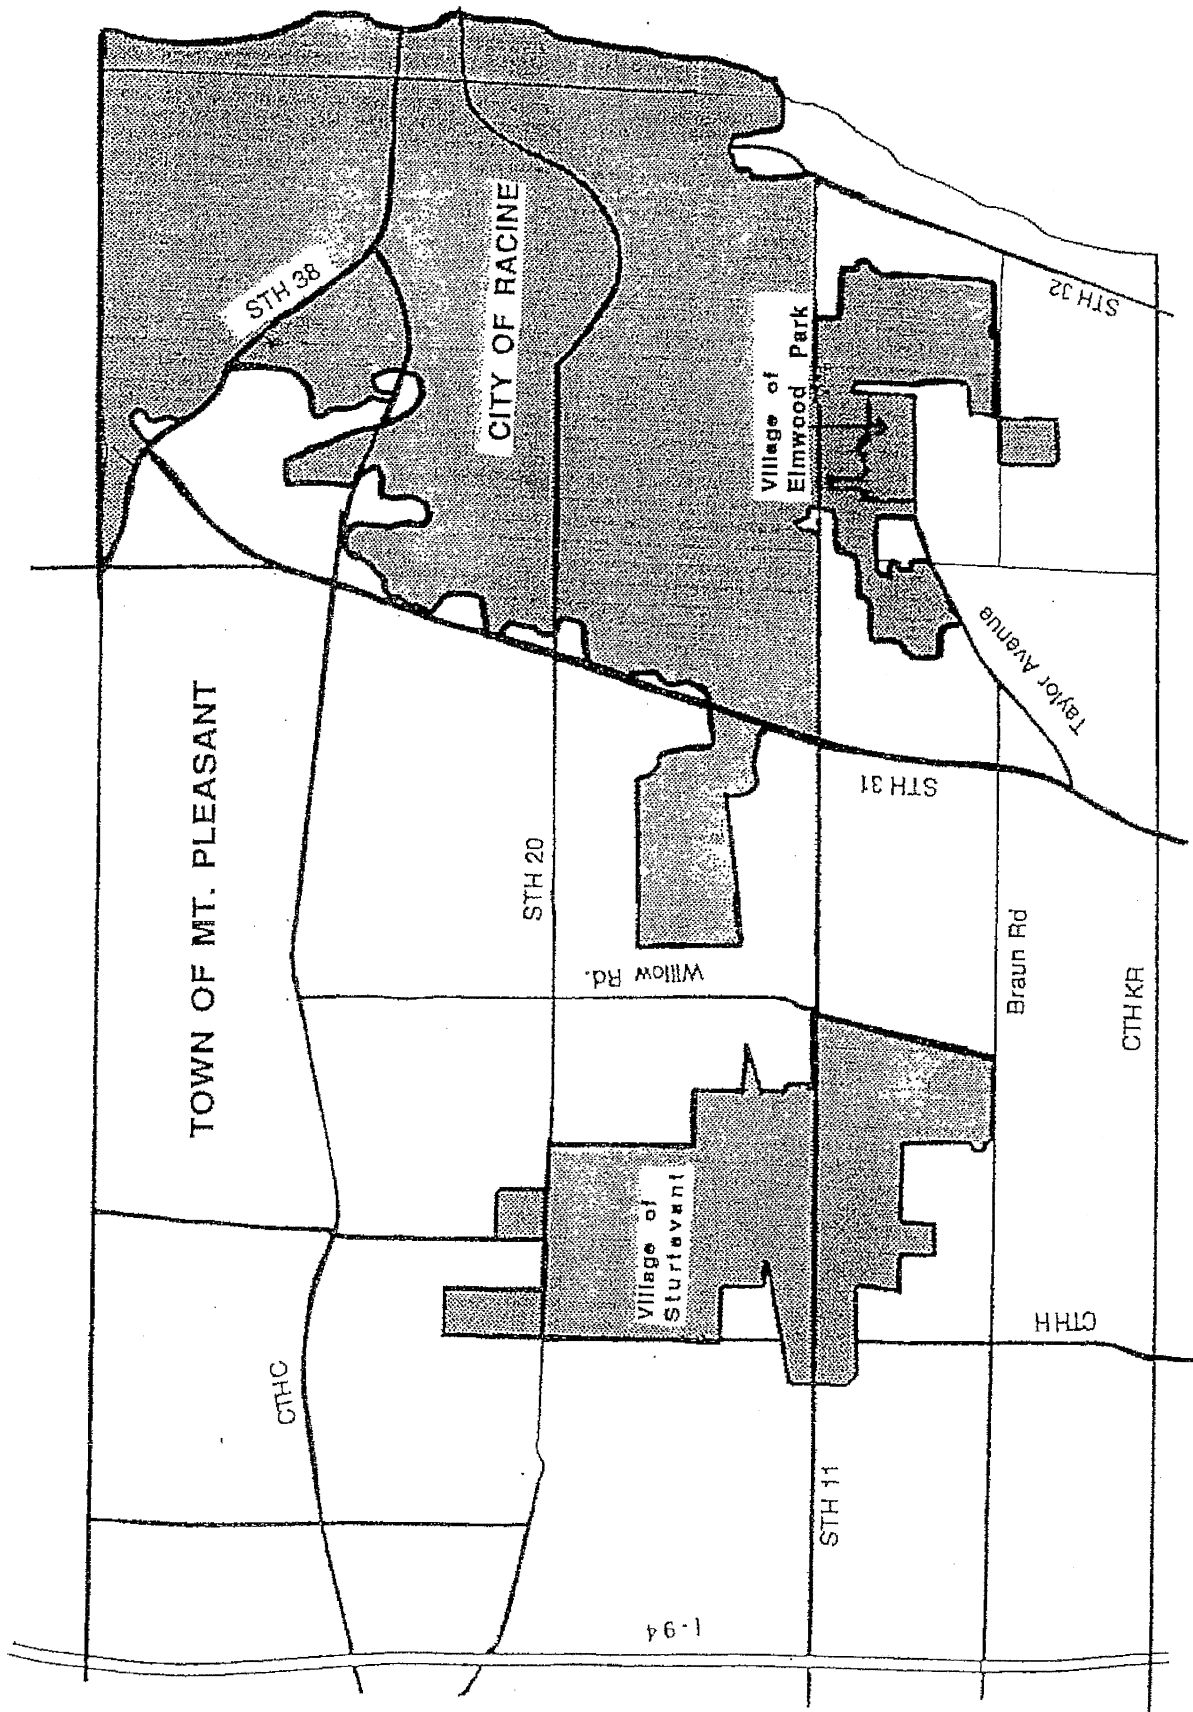 TOWN OF MT. PLEASANT
CITY OF RACINE
STH 38
CTH C
STH 20
Willow Rd.
Village of
Sturtevant
Village of
Elmwood Park
STH 31
STH 32
Taylor Avenue
Braun Rd
CTH KR
CTH H
STH 11
I-94